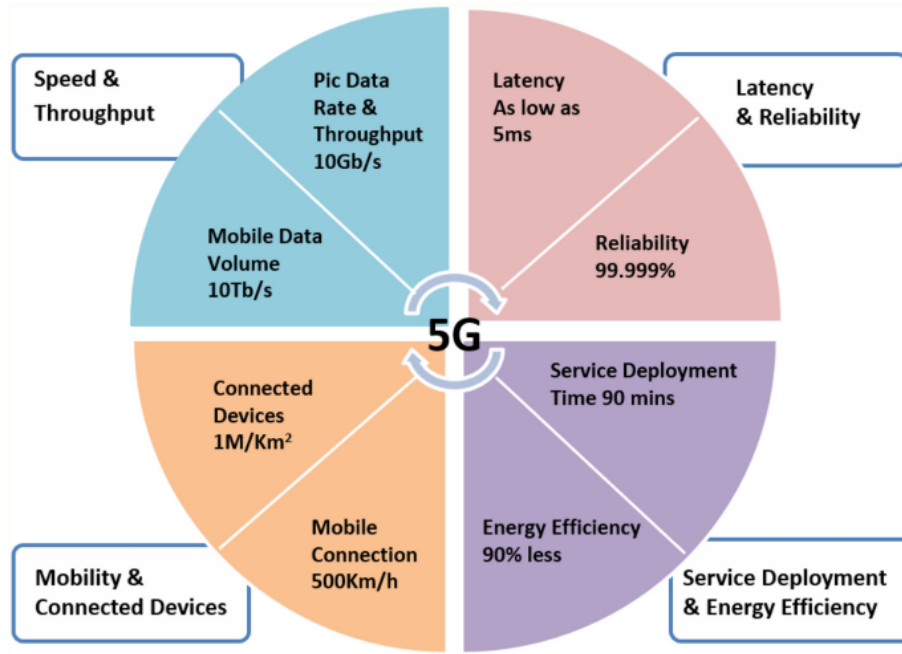 Speed &
Throughput
Pic Data
Rate &
Throughput
10Gb/s
Mobile Data
Volume
10Tb/s
Latency
As low as
5ms
Reliability
99.999%
Latency
& Reliability
5G
Connected
Devices
1M/Km²
Mobile
Connection
500Km/h
Mobility &
Connected Devices
Service Deployment
Time 90 mins
Energy Efficiency
90% less
Service Deployment
& Energy Efficiency